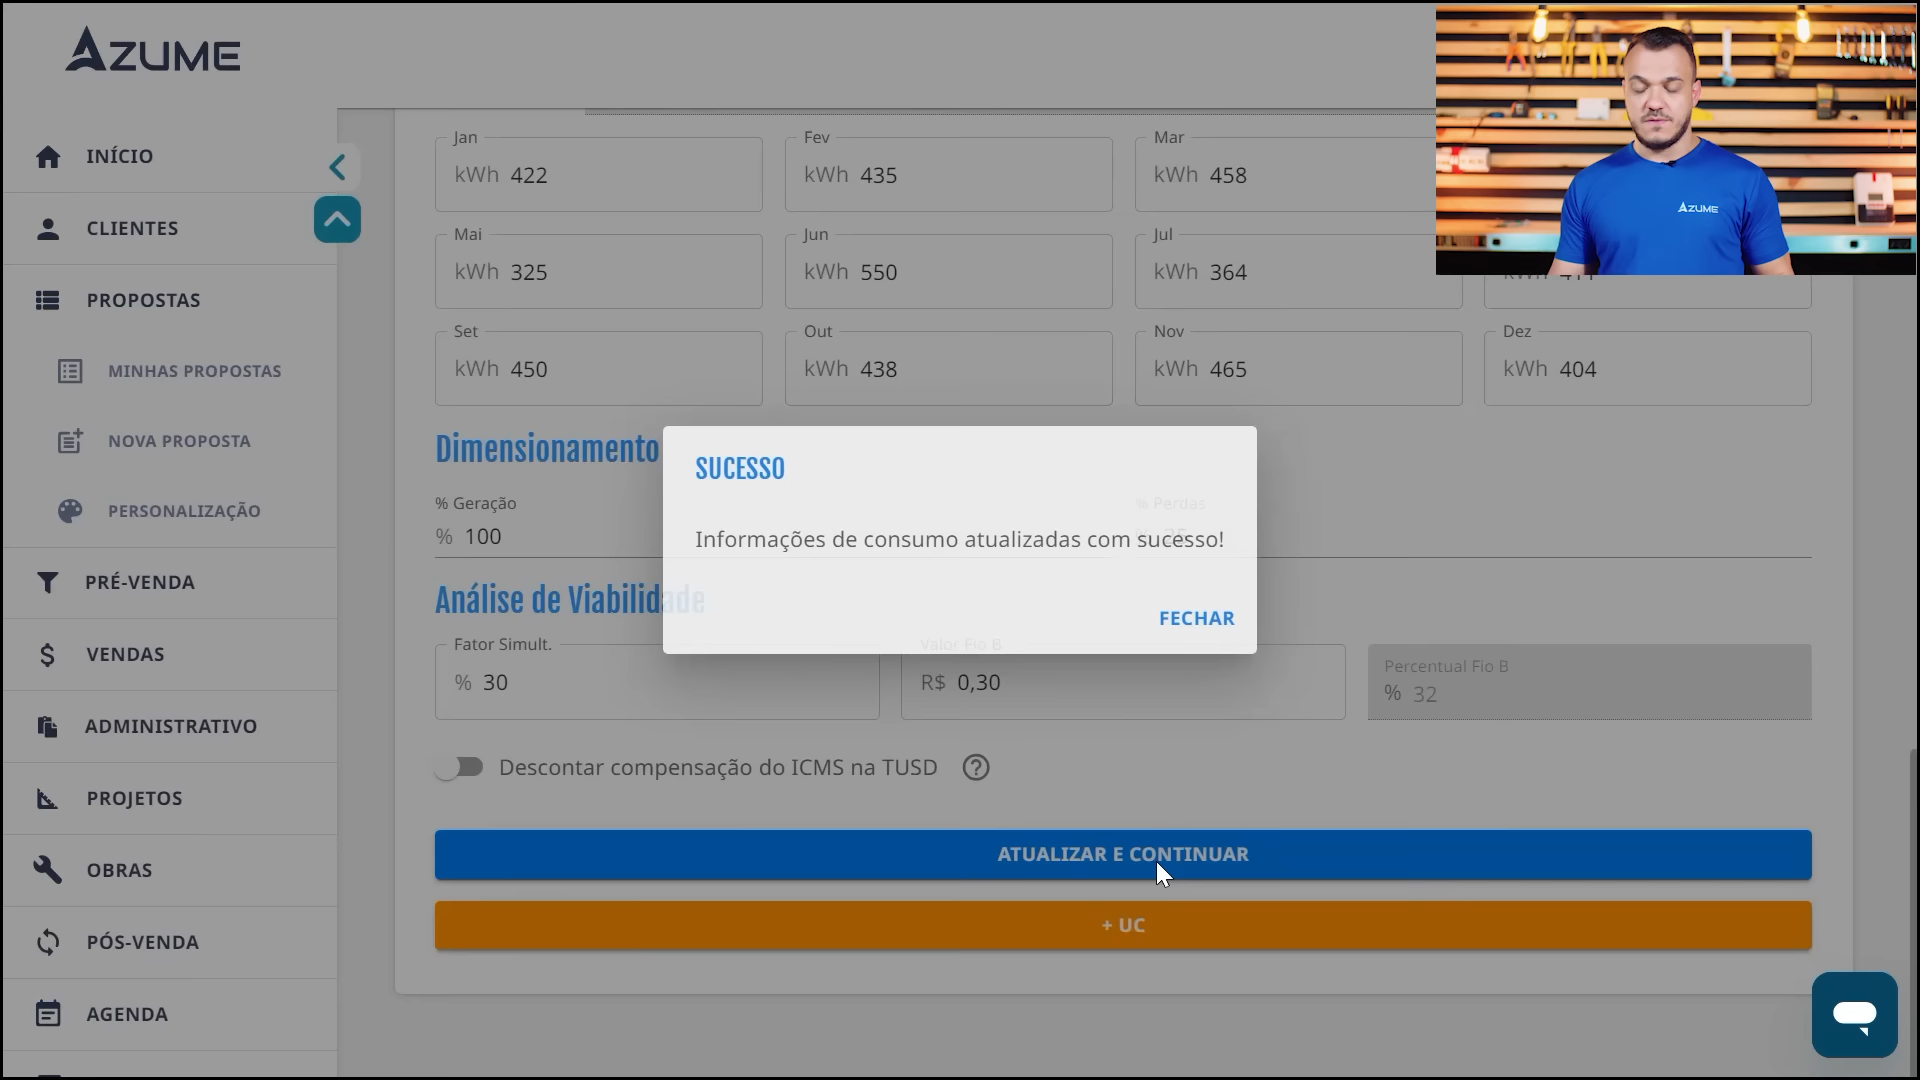 AZUME
INÍCIO
CLIENTES
PROPOSTAS
MINHAS PROPOSTAS
NOVA PROPOSTA
PERSONALIZAÇÃO
PRÉ-VENDA
VENDAS
ADMINISTRATIVO
PROJETOS
OBRAS
PÓS-VENDA
AGENDA
Jan
kWh 422
Fev
kWh 435
Mar
kWh 458
Mai
kWh 325
Jun
kWh 550
Jul
kWh 364
Set
kWh 450
Out
kWh 438
Nov
kWh 465
Dez
kWh 404
Dimensionamento
% Geração
% 100
% Perdas
SUCESSO
Informações de consumo atualizadas com sucesso!
FECHAR
Análise de Viabilidade
Fator Simult.
% 30
Valor Fio B
R$ 0,30
Percentual Fio B
% 32
Descontar compensação do ICMS na TUSD
ATUALIZAR E CONTINUAR
+ UC
AZUME